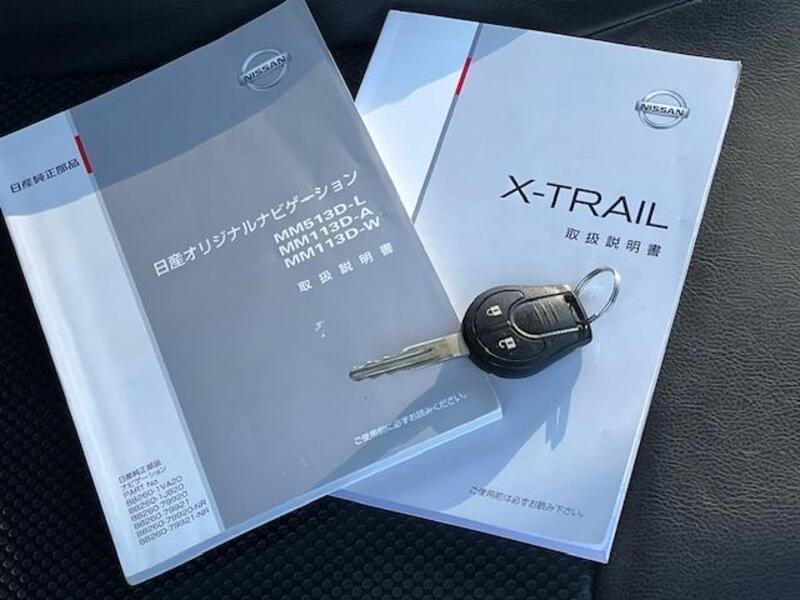 NISSAN
日産純正部品
日産オリジナルナビゲーション
MM513D-L
MM113D-A
MM113D-W
取扱説明書
ご使用前に必ずお読みください。
日産純正部品
ナビゲーション
PART No.
B8260-1VA20
B8260-1JB20
B8260-79920
B8260-79921
B8260-79920-NR
B8260-79921-NR
NISSAN
X-TRAIL
取扱説明書
ご使用前は必ずお読み下さい。